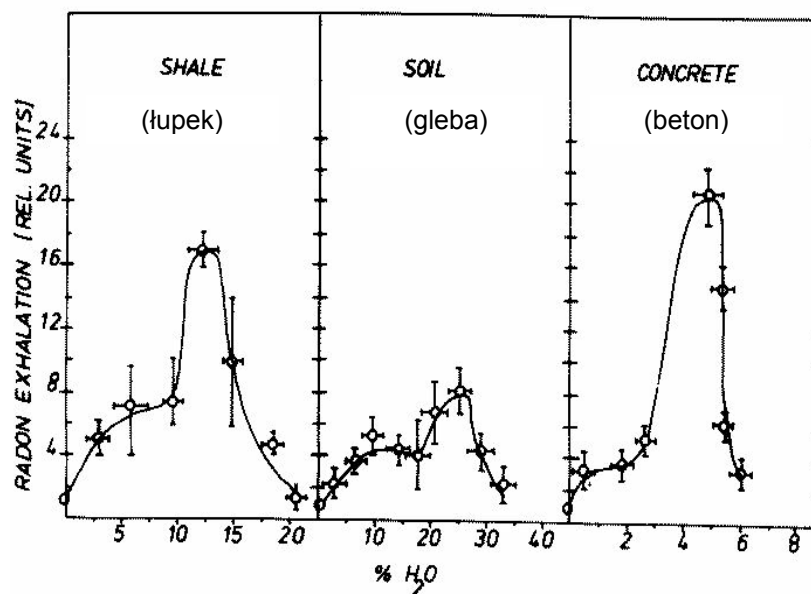 SHALE SOIL CONCRETE
(łupek) (gleba) (beton)
RADON EXHALATION [REL. UNITS]
24
20
16
12
8
4
5 10 15 20 10 20 30 40 2 4 6 8
% H2O